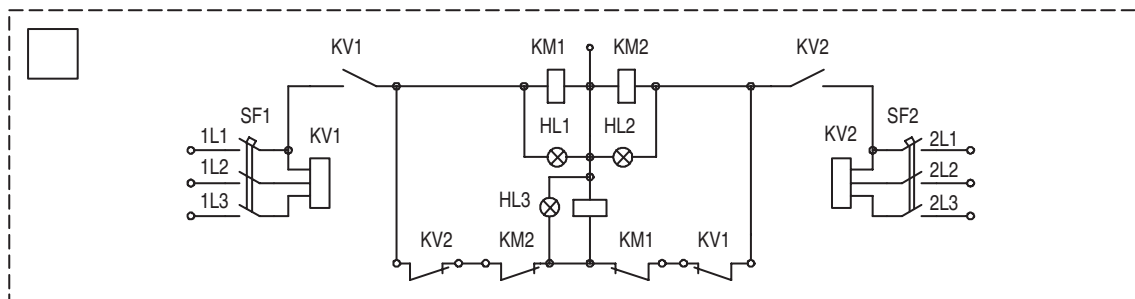 KV1 KM1 KM2 KV2
SF1 SF2
1L1 KV1 HL1 HL2 KV2 2L1
1L2 2L2
1L3 HL3 2L3
KV2 KM2 KM1 KV1